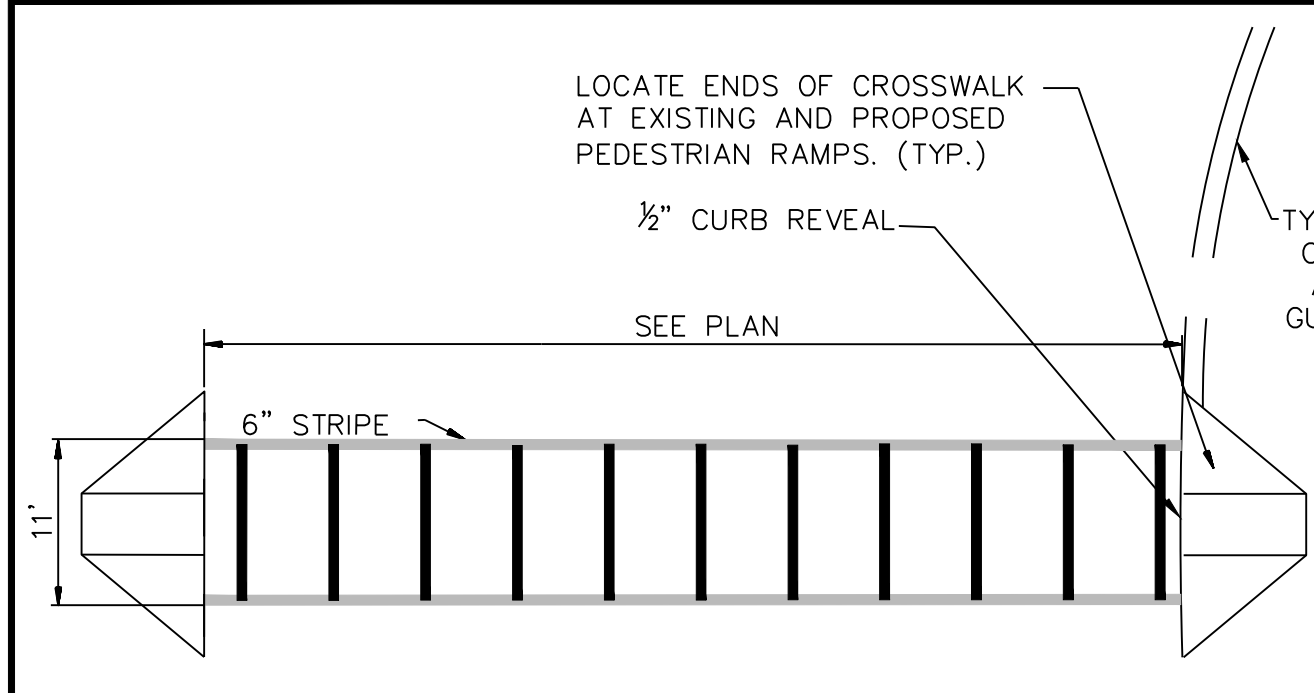 LOCATE ENDS OF CROSSWALK
AT EXISTING AND PROPOSED
PEDESTRIAN RAMPS. (TYP.)
½” CURB REVEAL
SEE PLAN
6” STRIPE
11’